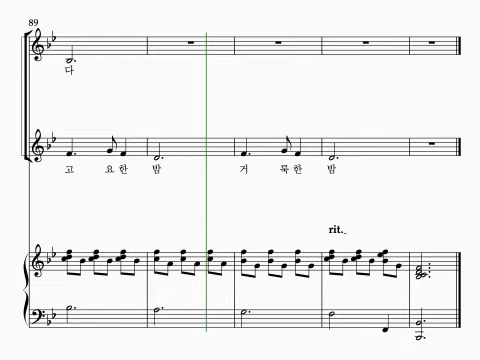 89
다
고 요 한 밤 거 룩 한 밤
rit.